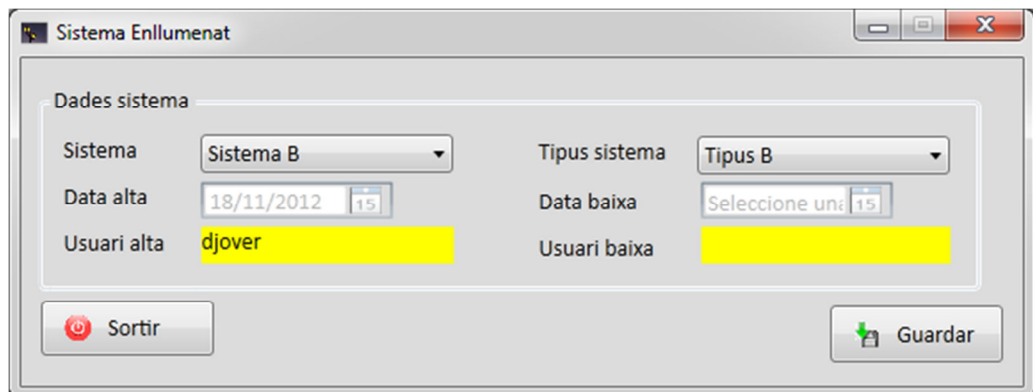 Sistema Enllumenat
Dades sistema
Sistema Sistema B Tipus sistema Tipus B
Data alta 18/11/2012 15 Data baixa Seleccione una 15
Usuari alta djover Usuari baixa
Sortir Guardar